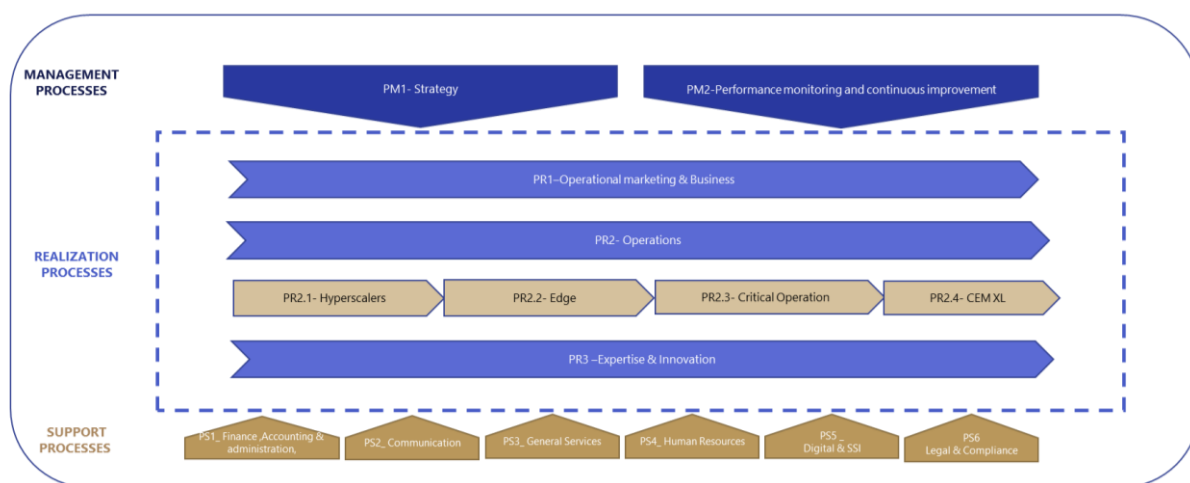 MANAGEMENT
PROCESSES
PM1- Strategy
PM2-Performance monitoring and continuous improvement
PR1–Operational marketing & Business
PR2- Operations
REALIZATION
PROCESSES
PR2.1- Hyperscalers
PR2.2- Edge
PR2.3- Critical Operation
PR2.4- CEM XL
PR3 –Expertise & Innovation
SUPPORT
PROCESSES
PS1_ Finance ,Accounting &
administration,
PS2_ Communication
PS3_ General Services
PS4_ Human Resources
PS5 _
Digital & SSI
PS6
Legal & Compliance